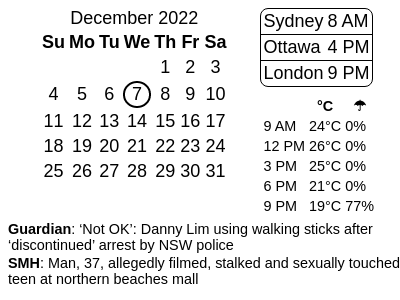 December 2022
Su Mo Tu We Th Fr Sa
1 2 3
4 5 6 7 8 9 10
11 12 13 14 15 16 17
18 19 20 21 22 23 24
25 26 27 28 29 30 31
Sydney 8 AM
Ottawa 4 PM
London 9 PM
°C ☂
9 AM 24°C 0%
12 PM 26°C 0%
3 PM 25°C 0%
6 PM 21°C 0%
9 PM 19°C 77%
Guardian: ‘Not OK’: Danny Lim using walking sticks after
‘discontinued’ arrest by NSW police
SMH: Man, 37, allegedly filmed, stalked and sexually touched
teen at northern beaches mall